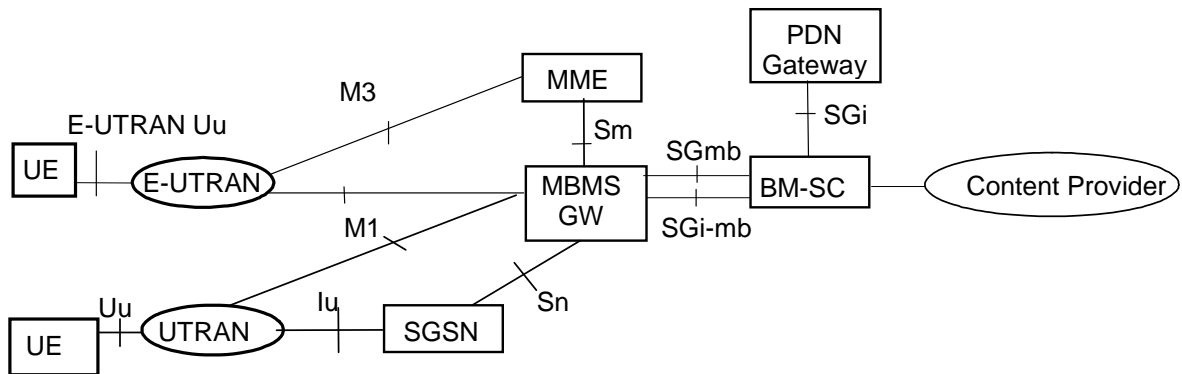 PDN
Gateway
MME
M3
SGi
E-UTRAN Uu
Sm
SGmb
UE
E-UTRAN
MBMS
GW
BM-SC
Content Provider
M1
SGi-mb
Uu
Iu
Sn
UE
UTRAN
SGSN